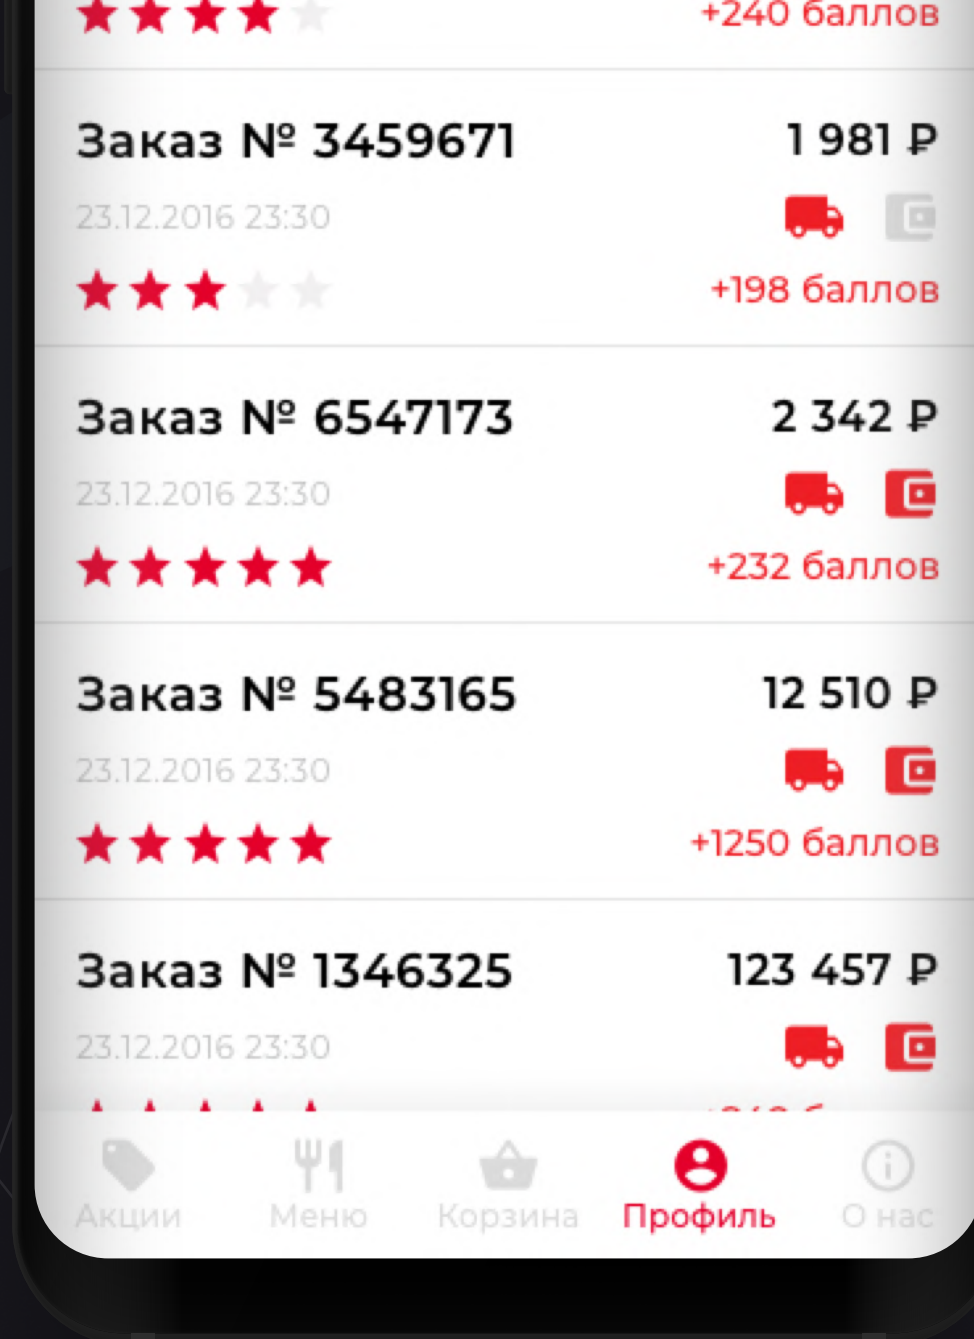 +240 баллов
Заказ № 3459671 1 981 ₽
23.12.2016 23:30
+198 баллов
Заказ № 6547173 2 342 ₽
23.12.2016 23:30
+232 баллов
Заказ № 5483165 12 510 ₽
23.12.2016 23:30
+1250 баллов
Заказ № 1346325 123 457 ₽
23.12.2016 23:30
Акции Меню Корзина Профиль О нас